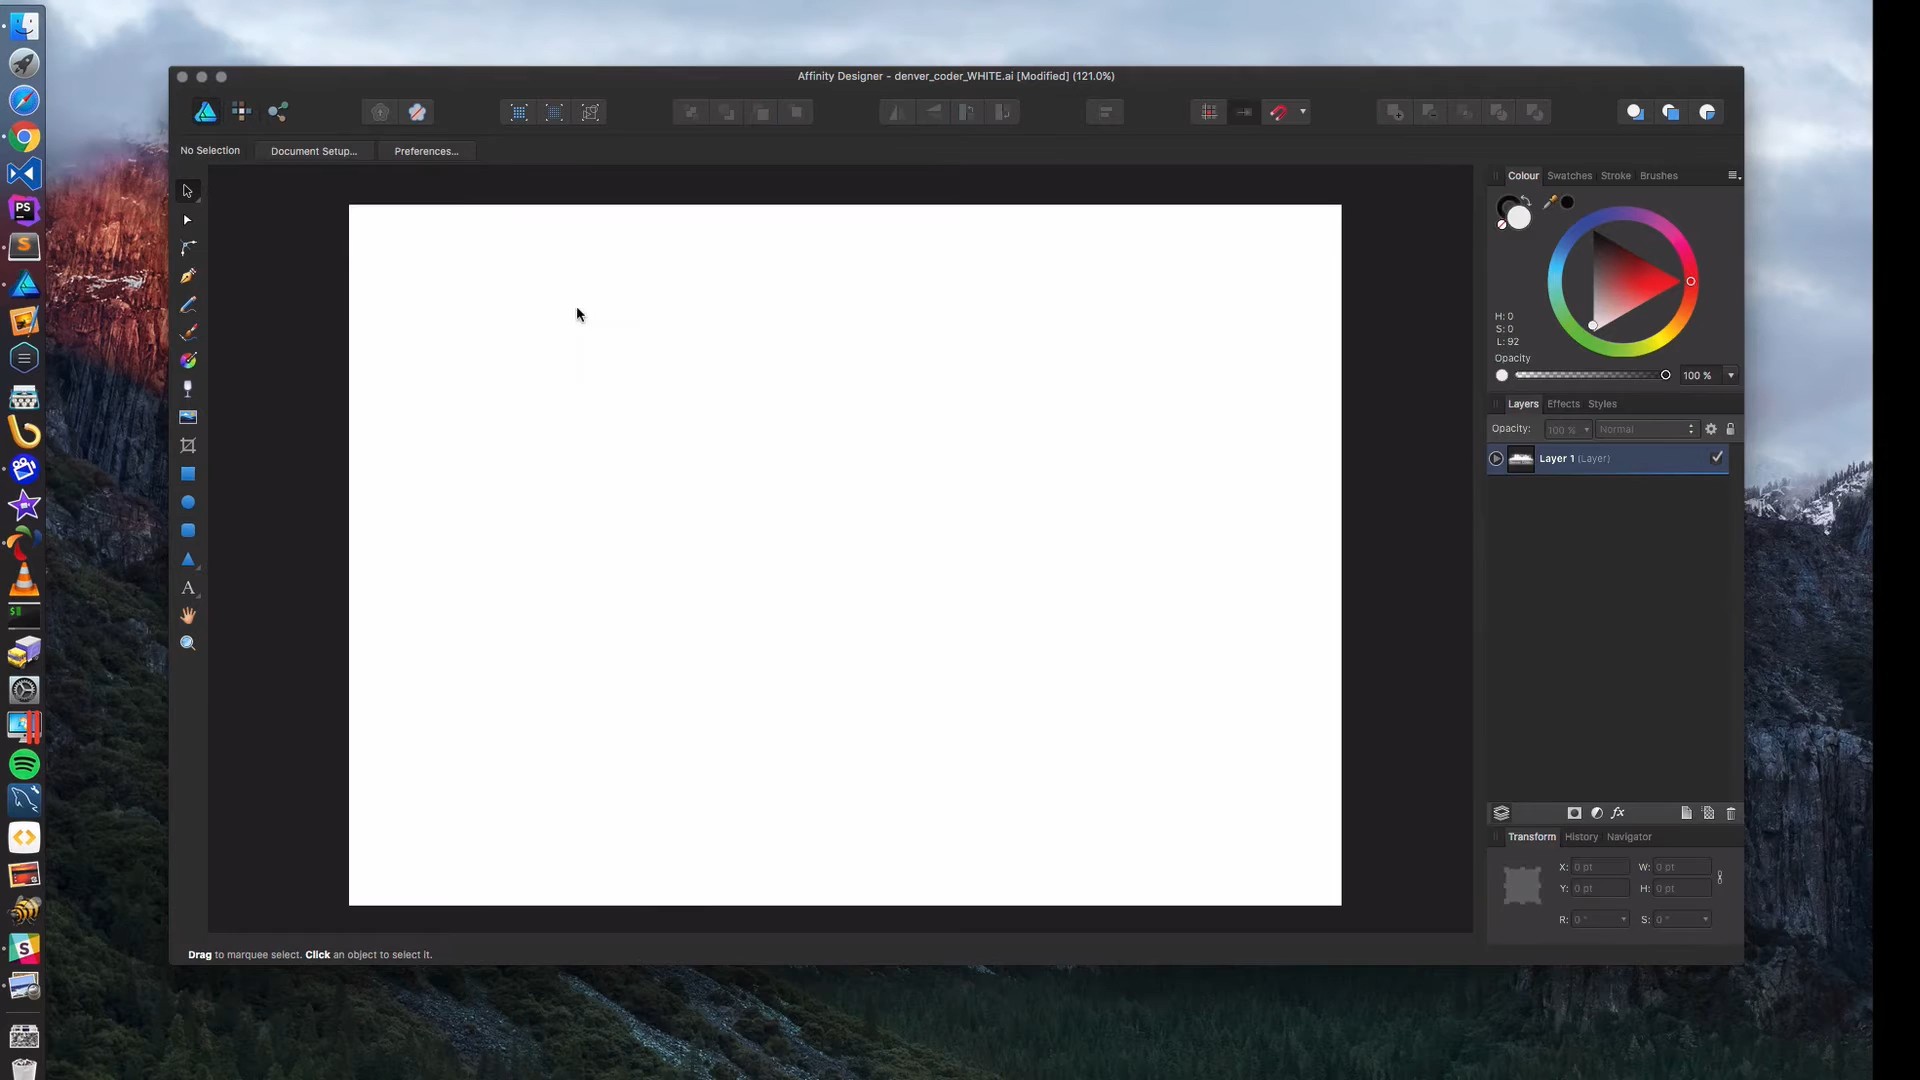 Affinity Designer - denver_coder_WHITE.ai [Modified] (121.0%)
No Selection
Document Setup...
Preferences...
Colour
Swatches
Stroke
Brushes
H: 0
S: 0
L: 92
Opacity
100 %
Layers
Effects
Styles
Opacity:
100 %
Normal
Layer 1 (Layer)
fx
Transform
History
Navigator
X: 0 pt
W: 0 pt
Y: 0 pt
H: 0 pt
R: 0 °
S: 0 °
Drag to marquee select. Click an object to select it.
PS
S
A
$
S